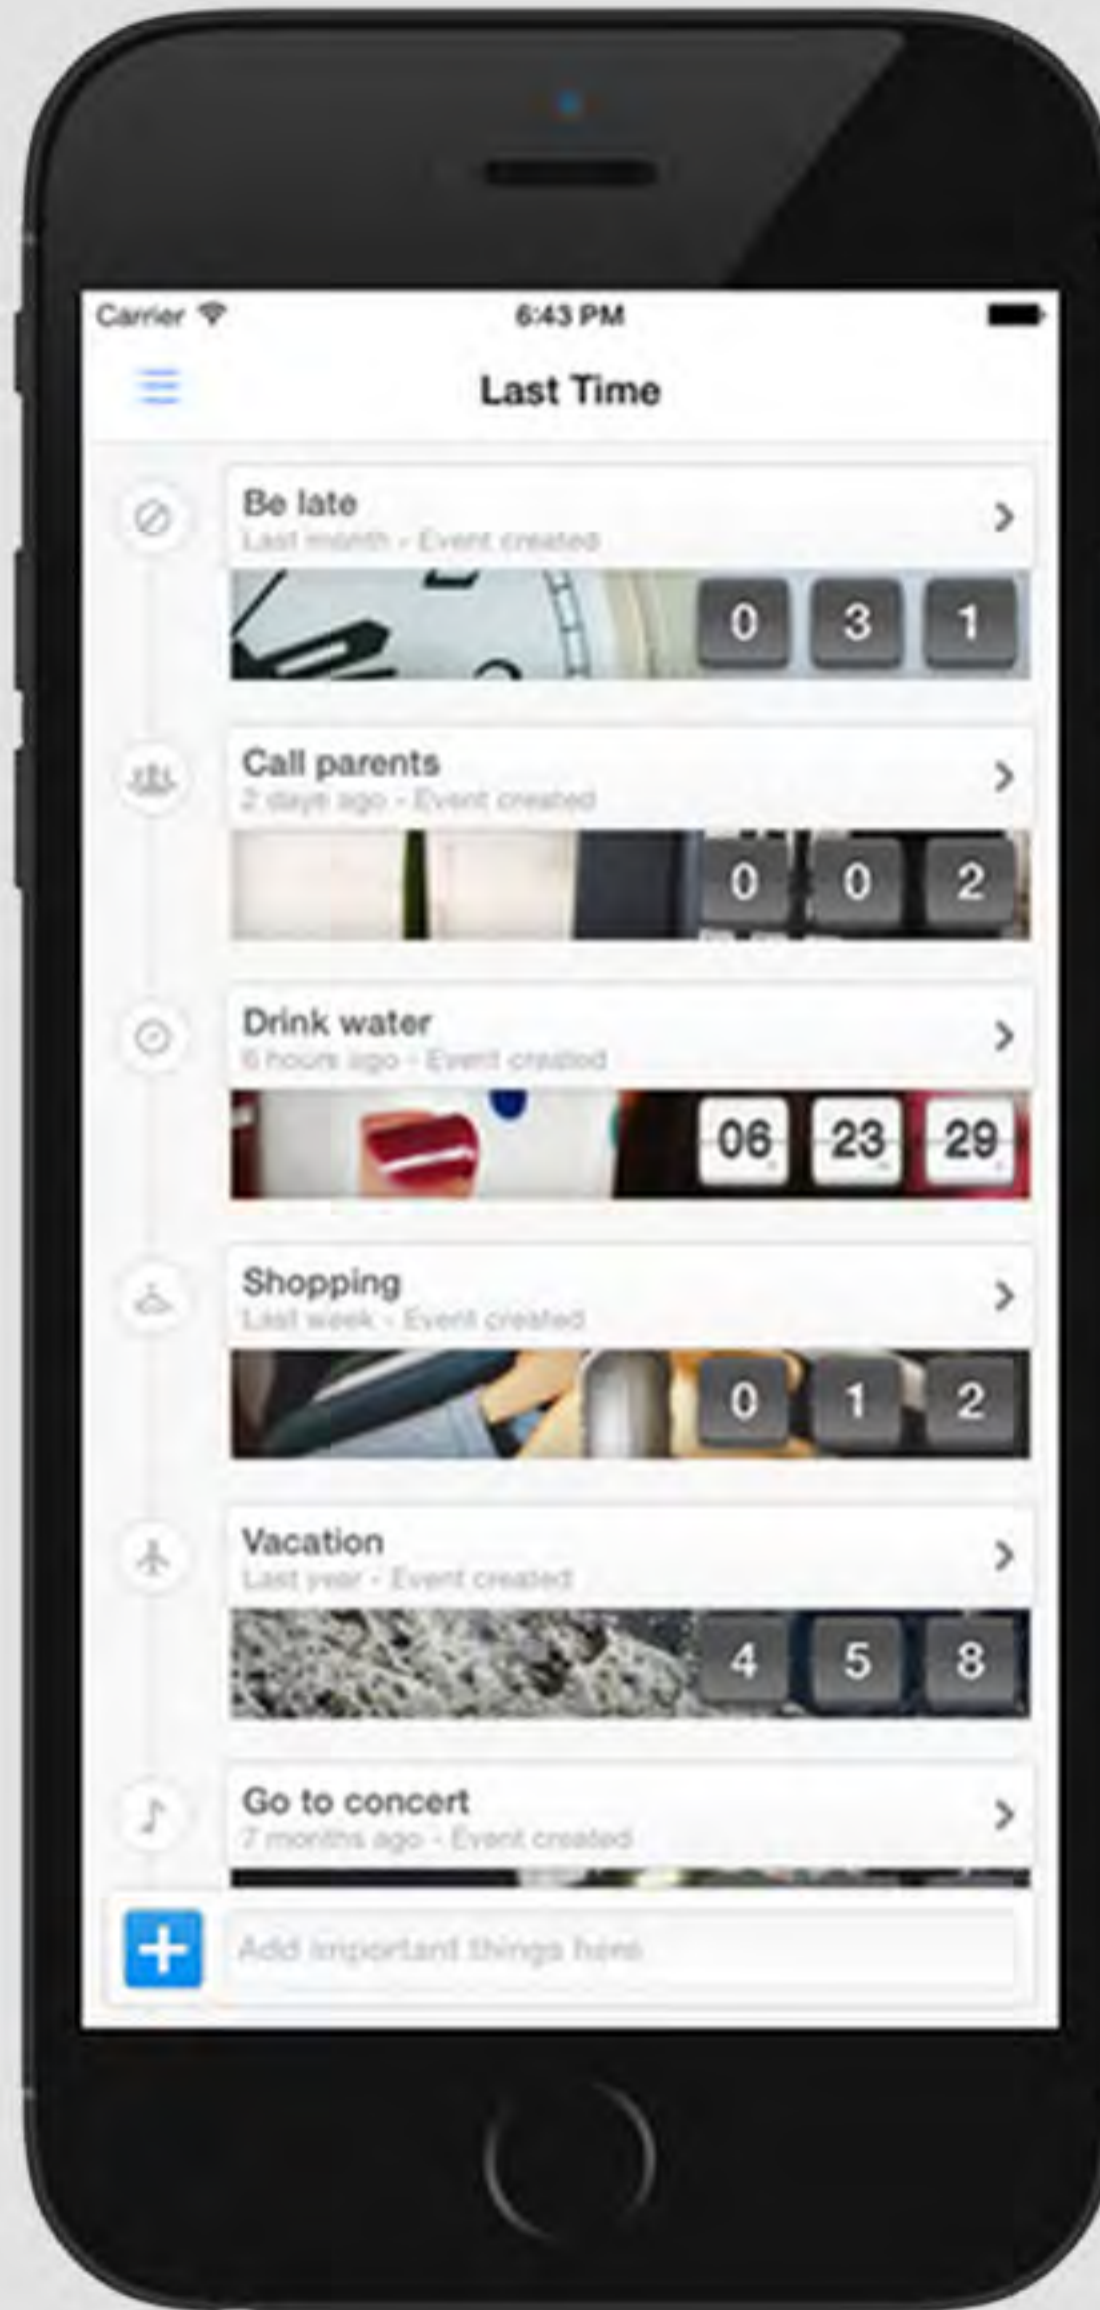 Carrier 6:43 PM
Last Time
Be late
Last month - Event created
0 3 1
Call parents
2 days ago - Event created
0 0 2
Drink water
6 hours ago - Event created
06 23 29
Shopping
Last week - Event created
0 1 2
Vacation
Last year - Event created
4 5 8
Go to concert
7 months ago - Event created
Add important things here